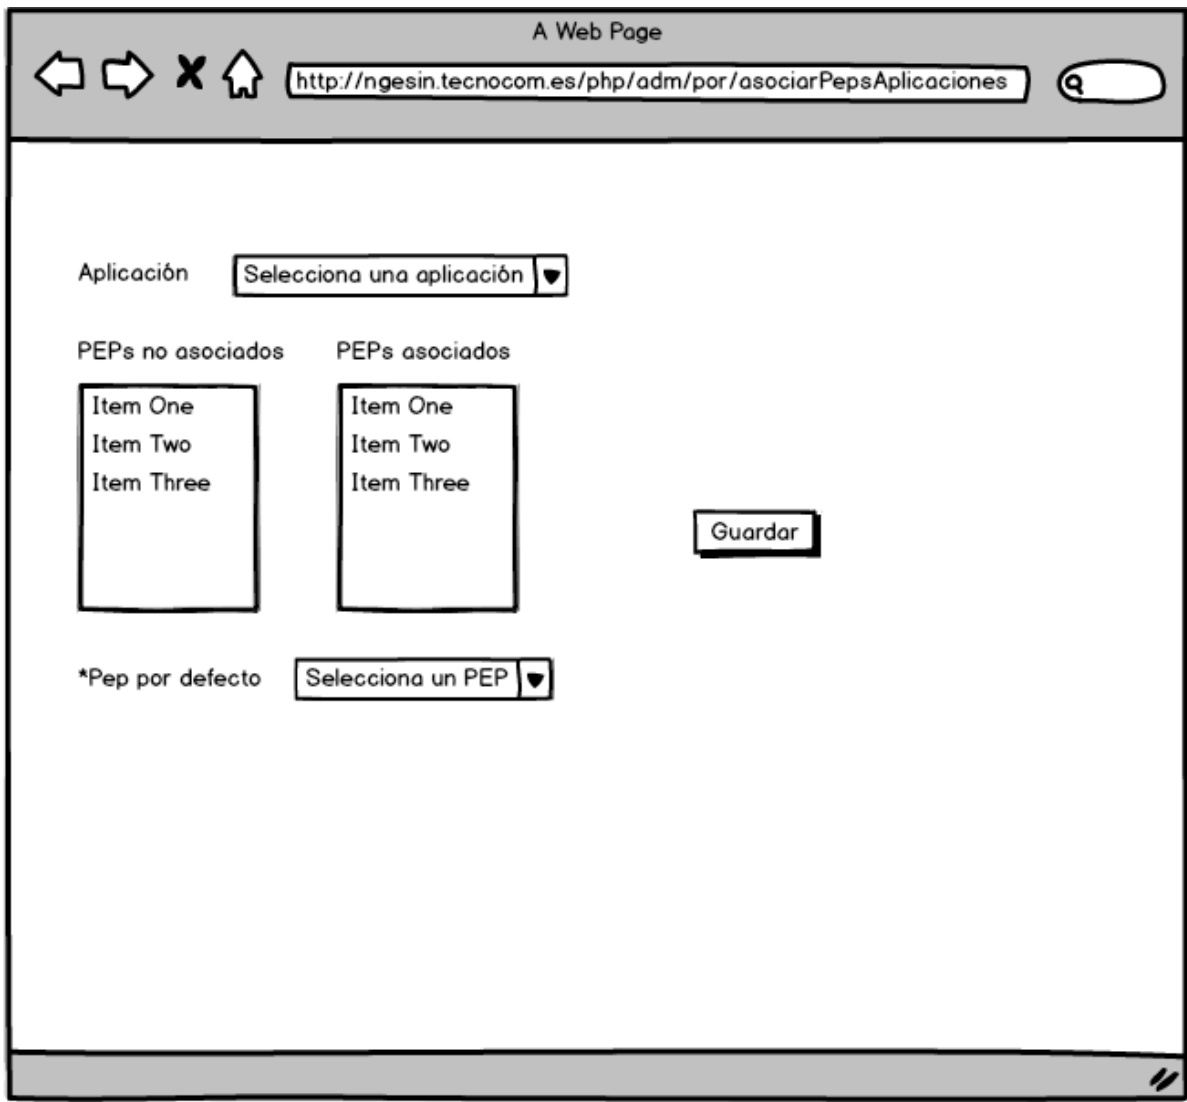 A Web Page
http://ngesin.tecnocom.es/php/adm/por/asociarPepsAplicaciones
Aplicación
Selecciona una aplicación
PEPs no asociados
PEPs asociados
Item One
Item Two
Item Three
Item One
Item Two
Item Three
Guardar
*Pep por defecto
Selecciona un PEP